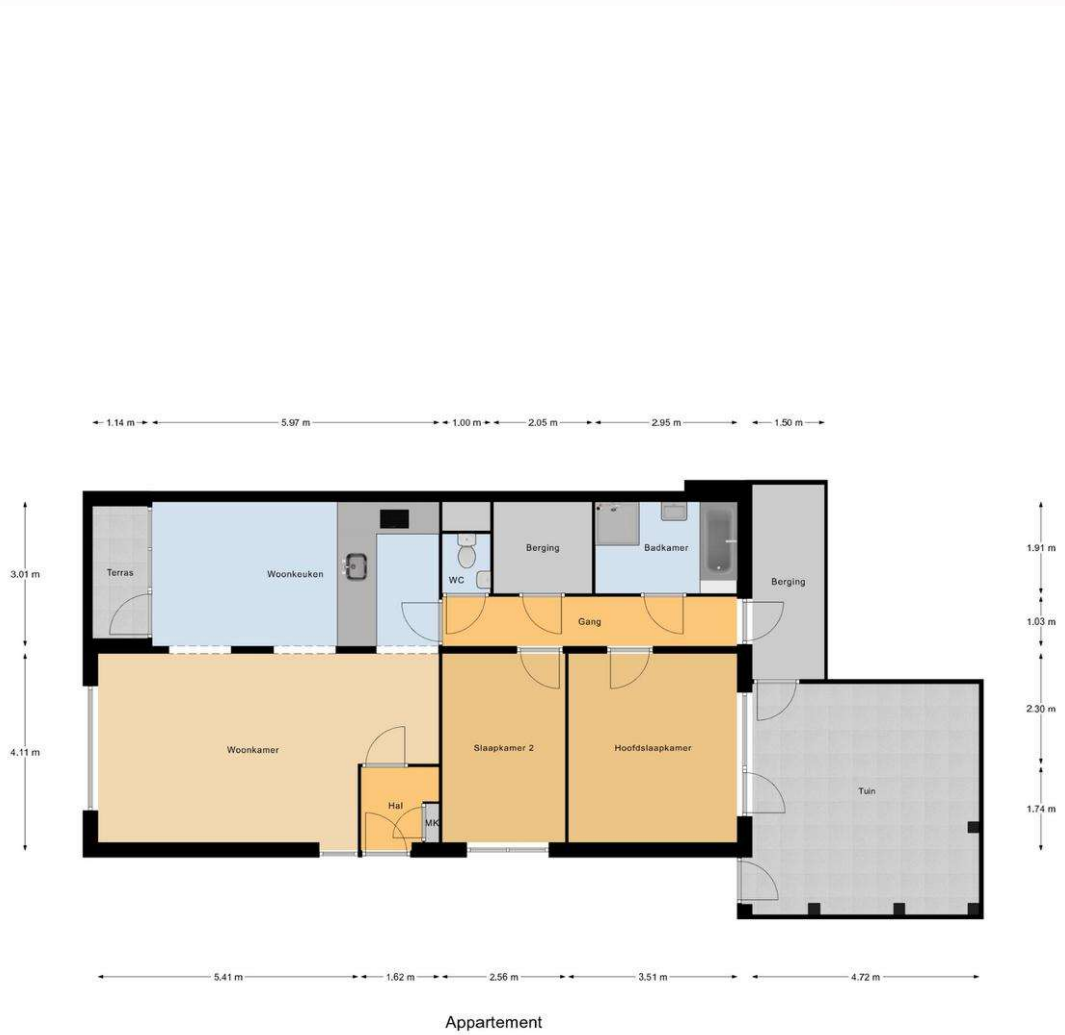 1.14 m
5.97 m
1.00 m
2.05 m
2.95 m
1.50 m
3.01 m
4.11 m
1.91 m
1.03 m
2.30 m
1.74 m
Terras
Woonkeuken
WC
Berging
Badkamer
Berging
Gang
Woonkamer
Slaapkamer 2
Hoofdslaapkamer
Hal
MK
Tuin
5.41 m
1.62 m
2.56 m
3.51 m
4.72 m
Appartement